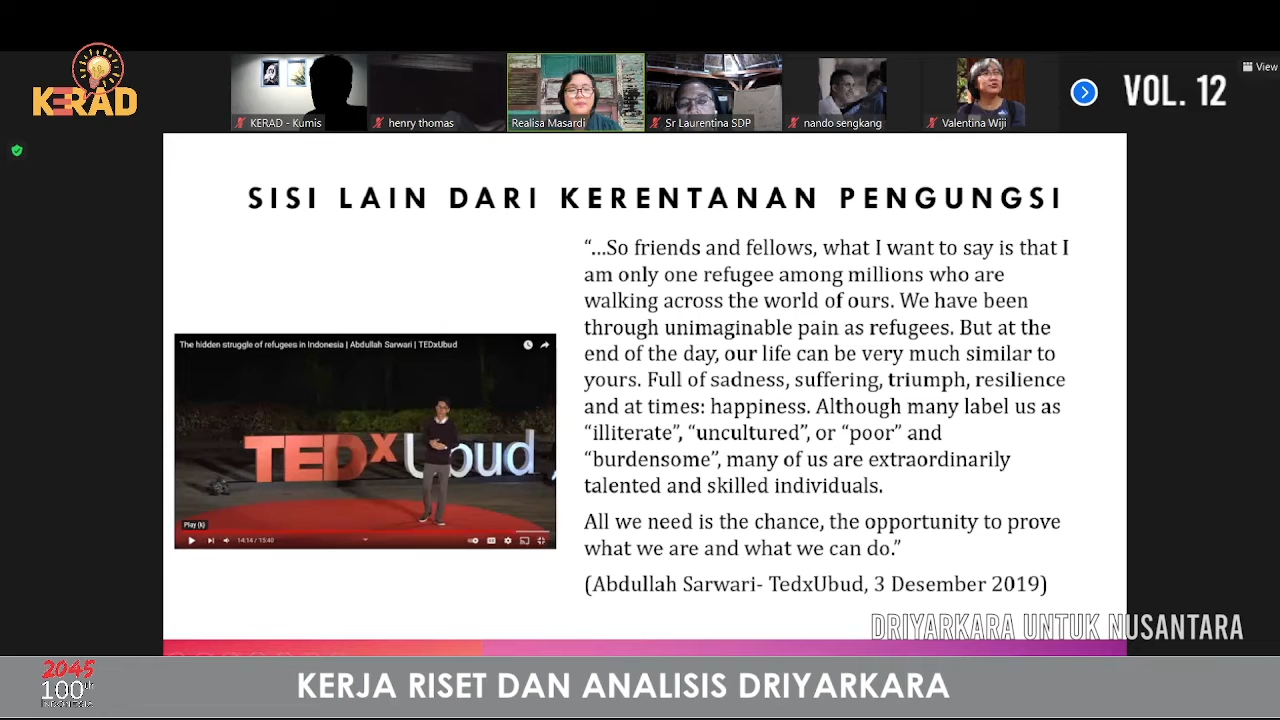 KERAD
VOL. 12
View
KERAD - Kumis
henry thomas
Realisa Masardi
Sr Laurentina SDP
nando sengkang
Valentina Wiji
SISI LAIN DARI KERENTANAN PENGUNGSI
“...So friends and fellows, what I want to say is that I
am only one refugee among millions who are
walking across the world of ours. We have been
through unimaginable pain as refugees. But at the
end of the day, our life can be very much similar to
yours. Full of sadness, suffering, triumph, resilience
and at times: happiness. Although many label us as
“illiterate”, “uncultured”, or “poor” and
“burdensome”, many of us are extraordinarily
talented and skilled individuals.
All we need is the chance, the opportunity to prove
what we are and what we can do.”
(Abdullah Sarwari- TedxUbud, 3 Desember 2019)
The hidden struggle of refugees in Indonesia | Abdullah Sarwari | TEDxUbud
TEDxUbud
Play (k)
14:14 / 15:40
DRIYARKARA UNTUK NUSANTARA
2045
100th
INDONESIA
KERJA RISET DAN ANALISIS DRIYARKARA